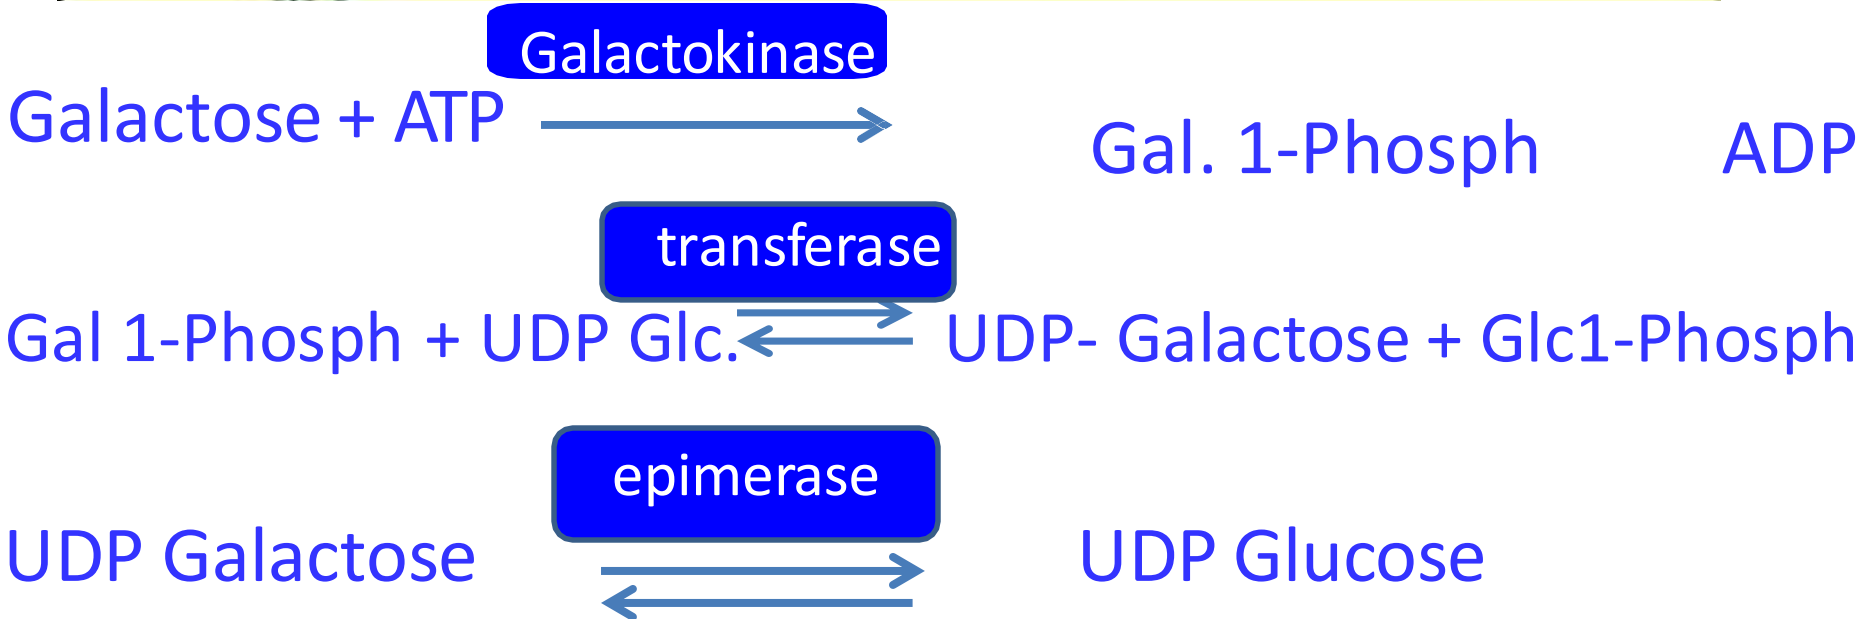 Galactokinase
Galactose + ATP
Gal. 1-Phosph ADP
transferase
Gal 1-Phosph + UDP Glc. UDP- Galactose + Glc1-Phosph
epimerase
UDP Galactose UDP Glucose